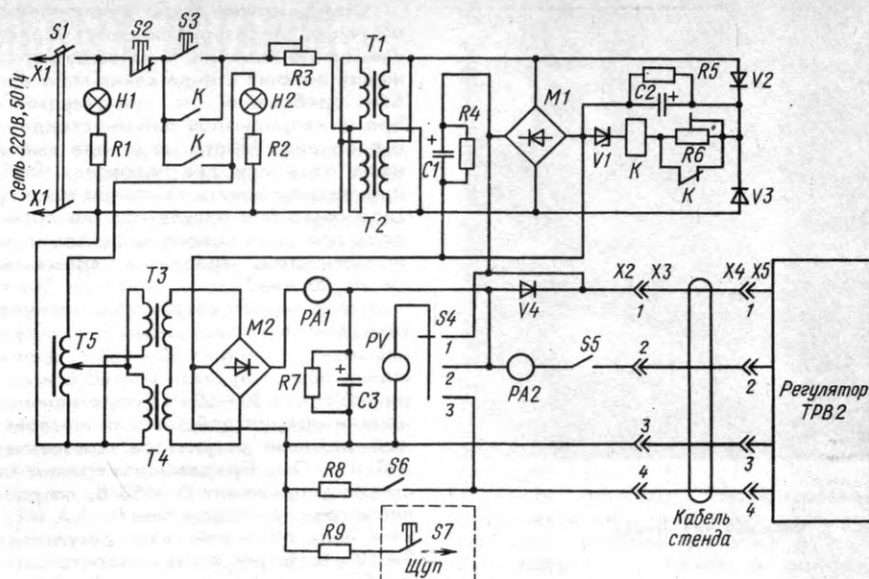 S1
S2
S3
X1
H1
Сеть 220В, 50Гц
R1
X1
К
Л
H2
R2
R3
T1
T2
C1
R4
M1
V1
R5
C2
К
R6
К
V2
V3
T3
T5
T4
M2
PA1
R7
C3
PV
S4
1
2
3
V4
PA2
S5
X2
X3
X4
X5
1
1
2
2
3
3
4
4
Регулятор
ТРВ2
Кабель
стенда
R8
S6
R9
S7
Щуп